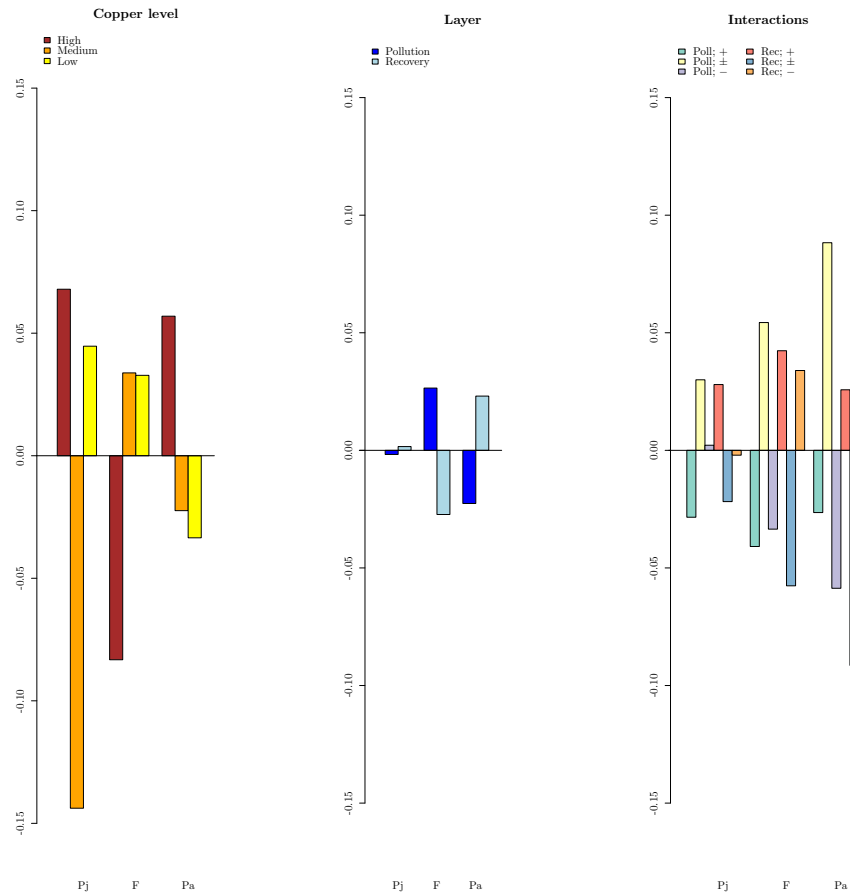 Copper level
High
Medium
Low
0.15
0.10
0.05
0.00
-0.05
-0.10
-0.15
Pj F Pa
Layer
Pollution
Recovery
0.15
0.10
0.05
0.00
-0.05
-0.10
-0.15
Pj F Pa
Interactions
Poll; + Rec; +
Poll; ± Rec; ±
Poll; − Rec; −
0.15
0.10
0.05
0.00
-0.05
-0.10
-0.15
Pj F Pa